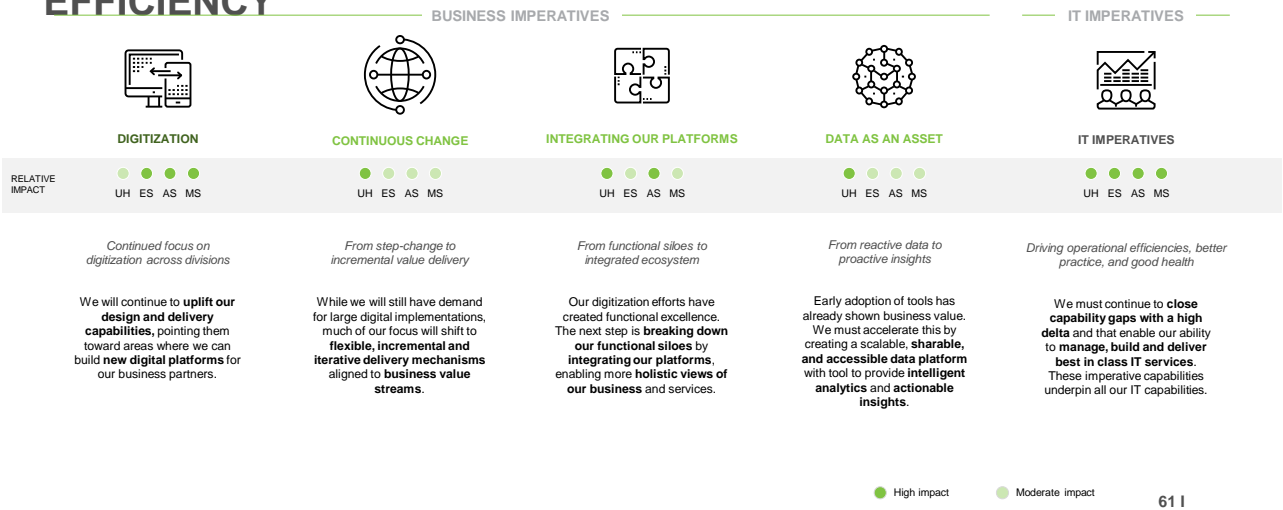 EFFICIENCY
BUSINESS IMPERATIVES
IT IMPERATIVES
DIGITIZATION
CONTINUOUS CHANGE
INTEGRATING OUR PLATFORMS
DATA AS AN ASSET
IT IMPERATIVES
RELATIVE
IMPACT
UH ES AS MS
UH ES AS MS
UH ES AS MS
UH ES AS MS
UH ES AS MS
Continued focus on
digitization across divisions
From step-change to
incremental value delivery
From functional siloes to
integrated ecosystem
From reactive data to
proactive insights
Driving operational efficiencies, better
practice, and good health
We will continue to uplift our
design and delivery
capabilities, pointing them
toward areas where we can
build new digital platforms for
our business partners.
While we will still have demand
for large digital implementations,
much of our focus will shift to
flexible, incremental and
iterative delivery mechanisms
aligned to business value
streams.
Our digitization efforts have
created functional excellence.
The next step is breaking down
our functional siloes by
integrating our platforms,
enabling more holistic views of
our business and services.
Early adoption of tools has
already shown business value.
We must accelerate this by
creating a scalable, sharable,
and accessible data platform
with tool to provide intelligent
analytics and actionable
insights.
We must continue to close
capability gaps with a high
delta and that enable our ability
to manage, build and deliver
best in class IT services.
These imperative capabilities
underpin all our IT capabilities.
High impact
Moderate impact
61 I